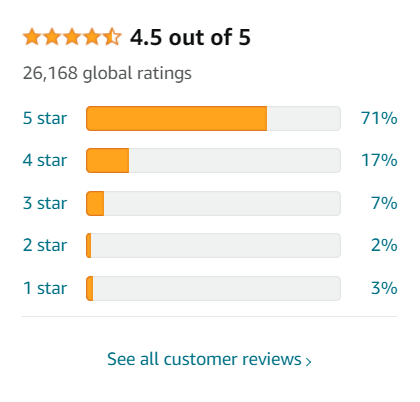 4.5 out of 5
26,168 global ratings
5 star 71%
4 star 17%
3 star 7%
2 star 2%
1 star 3%
See all customer reviews ›